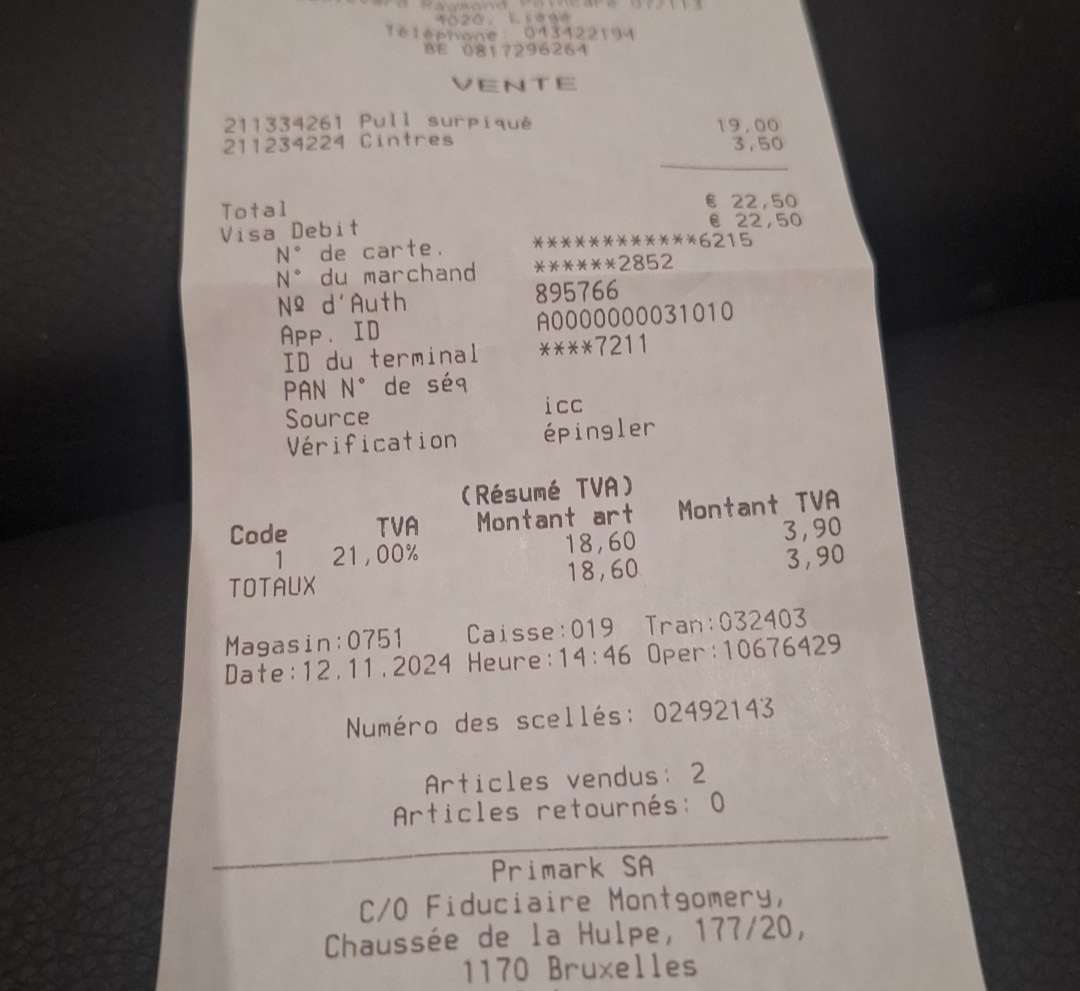 Raymond Poincaré 07/113
4020, Liège
Téléphone: 043422194
BE 0817296264
VENTE
211334261 Pull surpiqué 19,00
211234224 Cintres 3,50
Total € 22,50
Visa Debit € 22,50
N° de carte. ************6215
N° du marchand ******2852
Nº d'Auth 895766
App. ID A0000000031010
ID du terminal ****7211
PAN N° de séq
Source icc
Vérification épingler
(Résumé TVA)
Code TVA Montant art Montant TVA
1 21,00% 18,60 3,90
TOTAUX 18,60 3,90
Magasin:0751 Caisse:019 Tran:032403
Date:12.11.2024 Heure:14:46 Oper:10676429
Numéro des scellés: 02492143
Articles vendus: 2
Articles retournés: 0
Primark SA
C/O Fiduciaire Montgomery,
Chaussée de la Hulpe, 177/20,
1170 Bruxelles